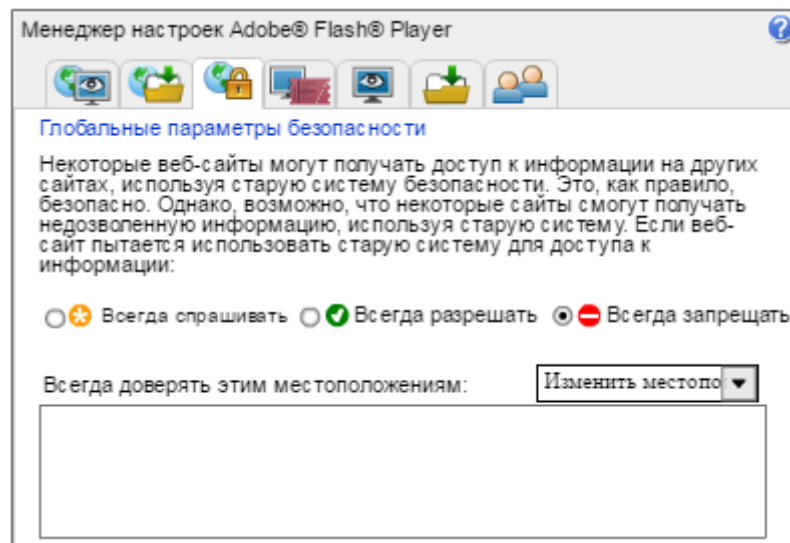 Менеджер настроек Adobe® Flash® Player
?
Глобальные параметры безопасности
Некоторые веб-сайты могут получать доступ к информации на других
сайтах, используя старую систему безопасности. Это, как правило,
безопасно. Однако, возможно, что некоторые сайты смогут получать
недозволенную информацию, используя старую систему. Если веб-
сайт пытается использовать старую систему для доступа к
информации:
Всегда спрашивать Всегда разрешать Всегда запрещать
Всегда доверять этим местоположениям: Изменить местопо